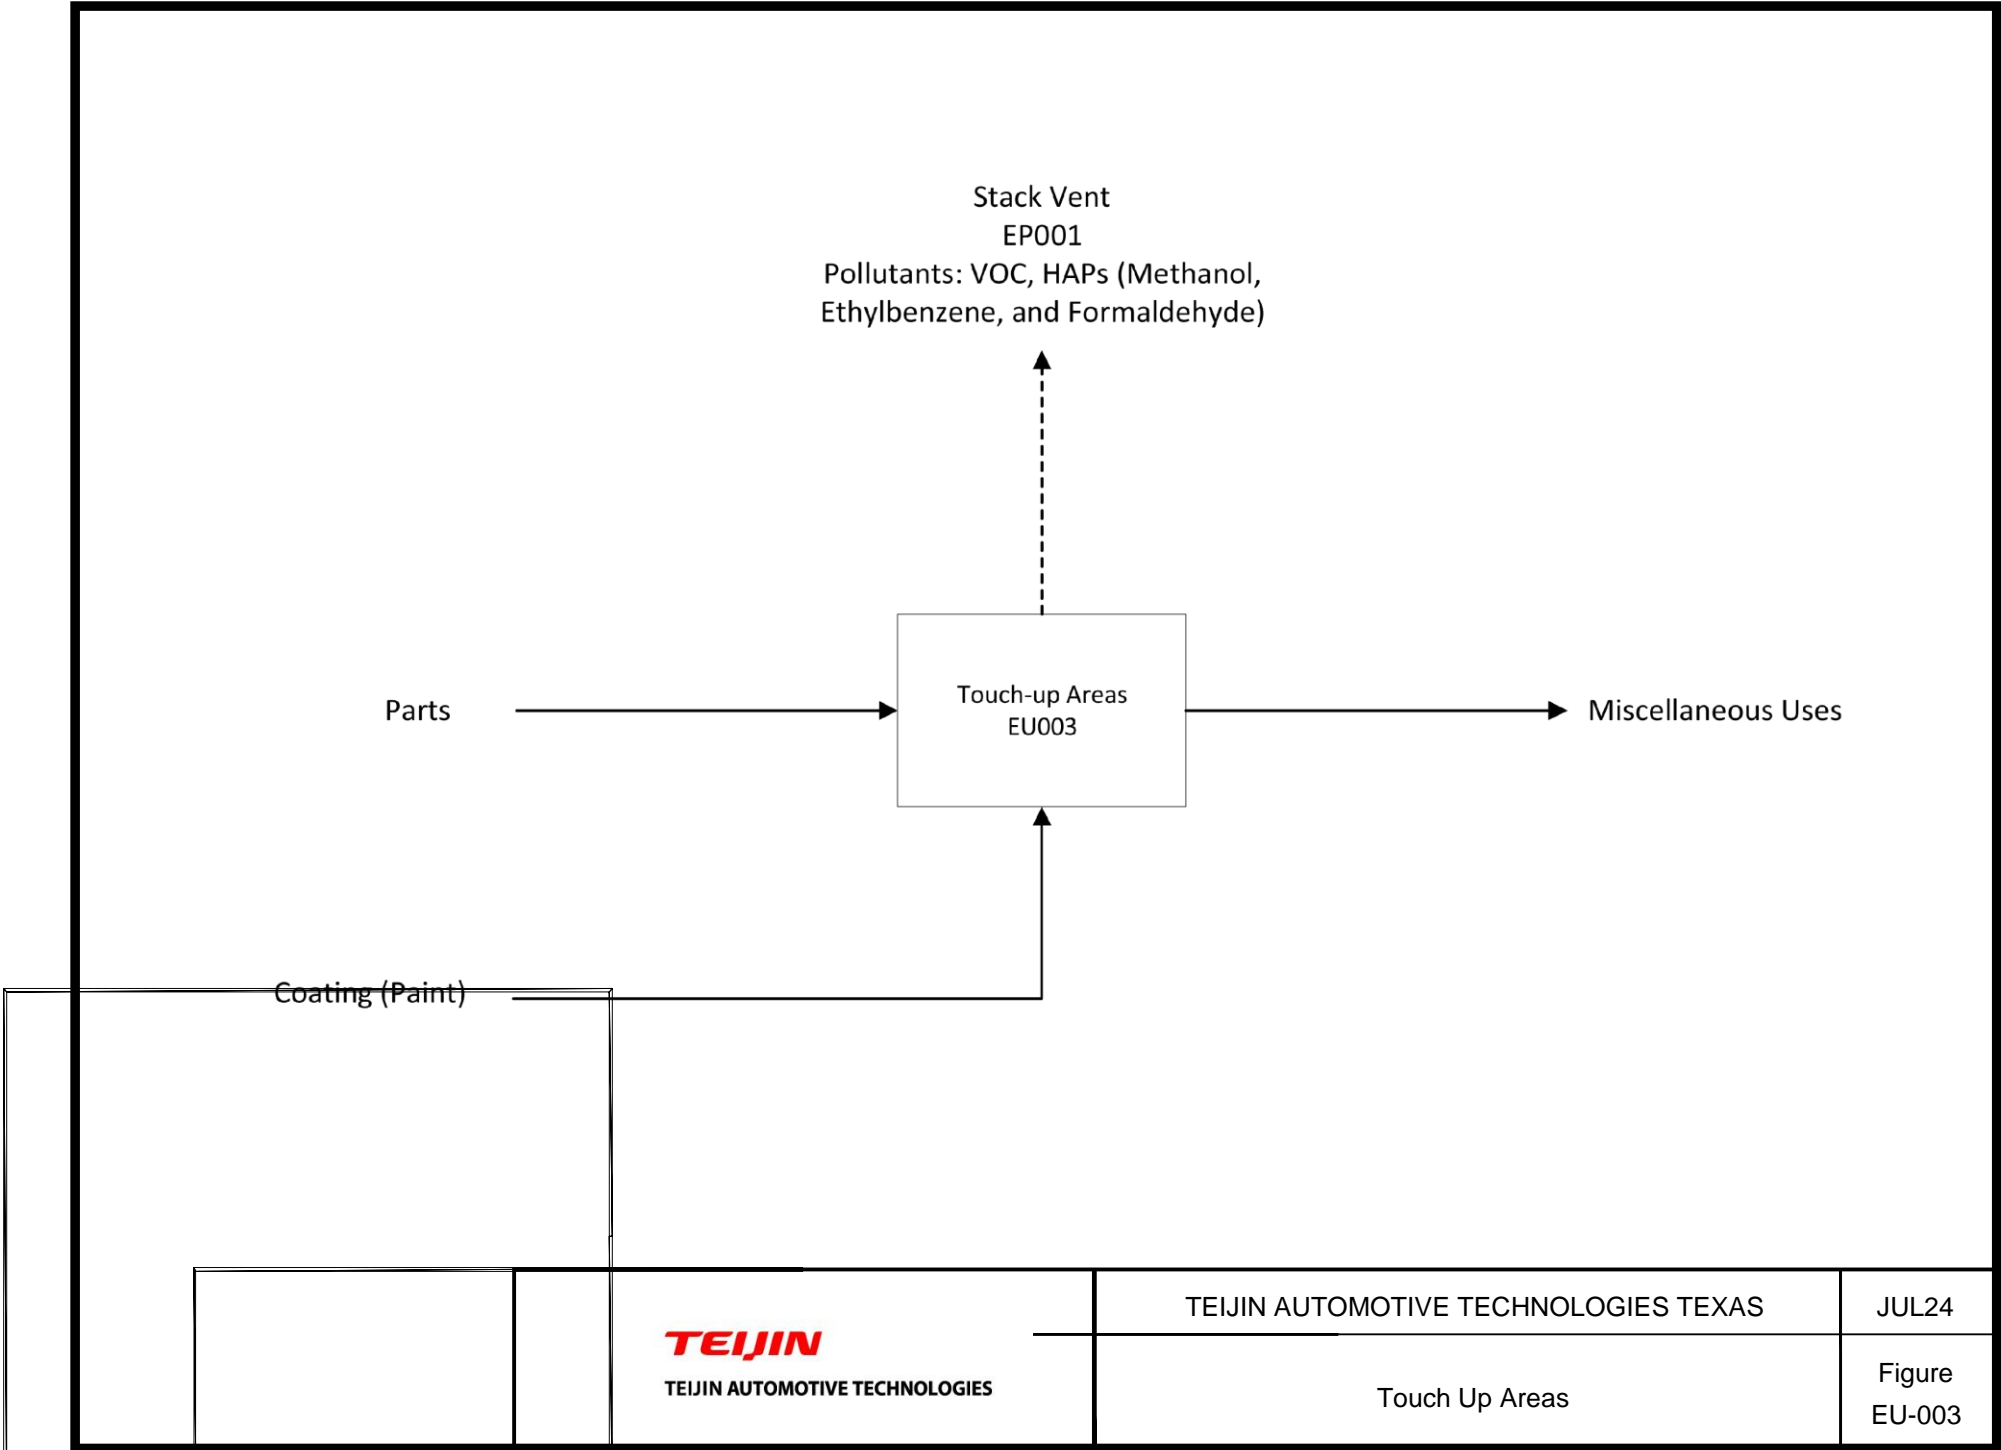 Stack Vent
EP001
Pollutants: VOC, HAPs (Methanol,
Ethylbenzene, and Formaldehyde)
Parts
Touch-up Areas
EU003
Miscellaneous Uses
Coating (Paint)
TEIJIN
TEIJIN AUTOMOTIVE TECHNOLOGIES
TEIJIN AUTOMOTIVE TECHNOLOGIES TEXAS
JUL24
Touch Up Areas
Figure
EU-003